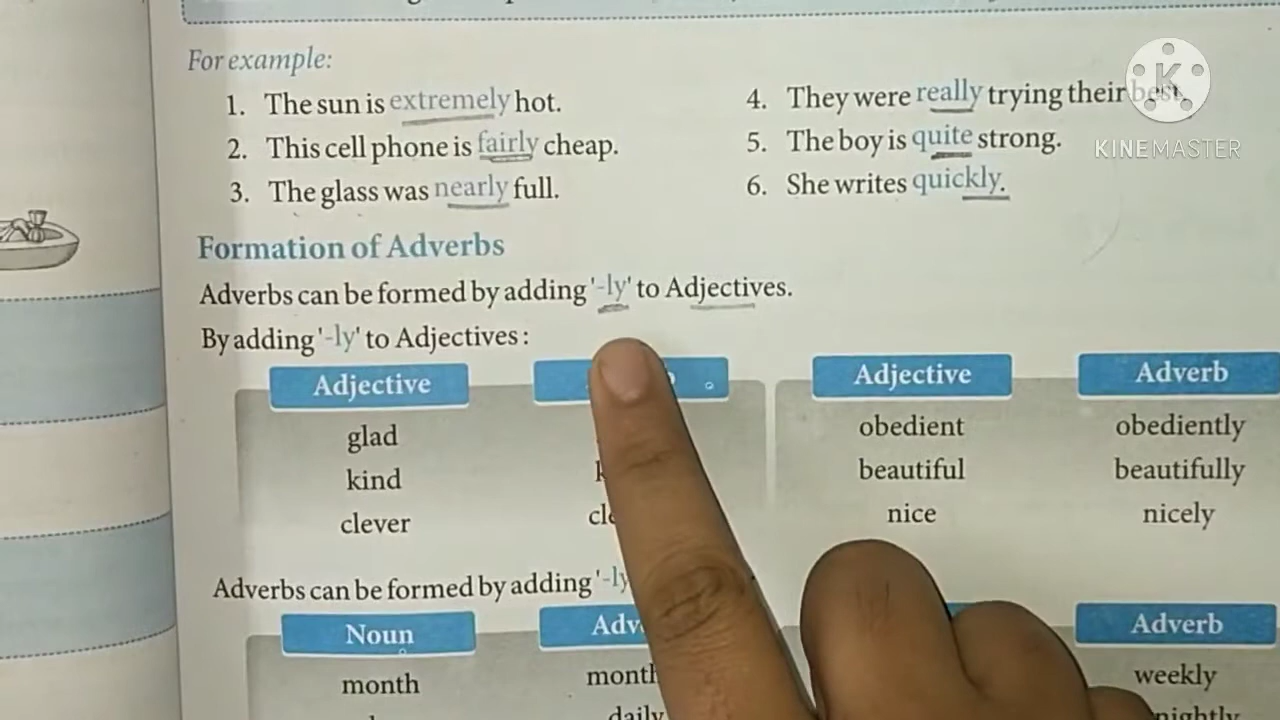 For example:
1. The sun is extremely hot.
2. This cell phone is fairly cheap.
3. The glass was nearly full.
4. They were really trying their best.
5. The boy is quite strong.
6. She writes quickly.
K
KINEMASTER
Formation of Adverbs
Adverbs can be formed by adding '-ly' to Adjectives.
By adding '-ly' to Adjectives:
Adjective Adjective Adverb
glad obedient obediently
kind beautiful beautifully
clever nice nicely
Adverbs can be formed by adding '-ly
Noun Adverb
month weekly
daily